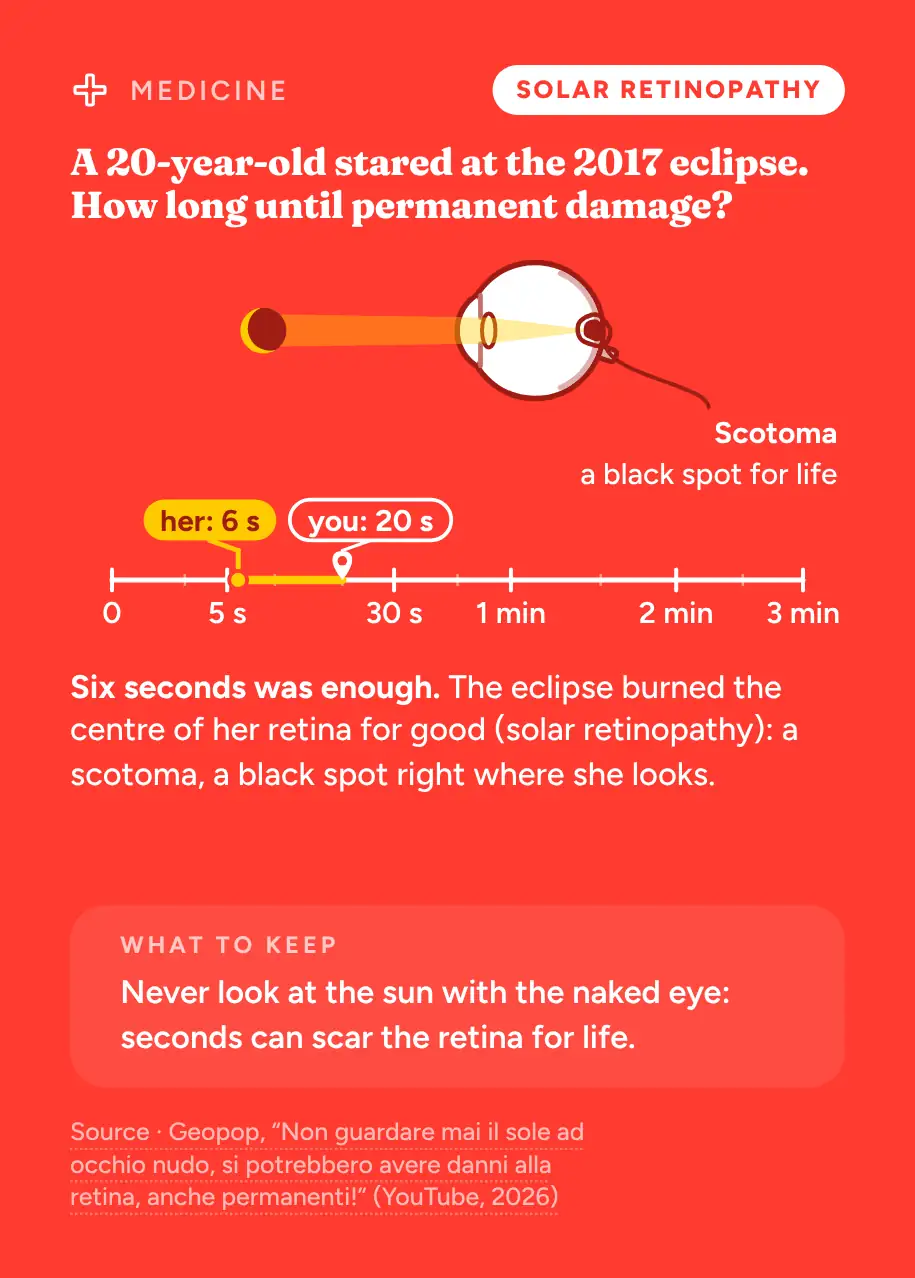 MEDICINE
SOLAR RETINOPATHY
A 20-year-old stared at the 2017 eclipse.
How long until permanent damage?
Scotoma
a black spot for life
her: 6 s
you: 20 s
0
5 s
30 s
1 min
2 min
3 min
Six seconds was enough. The eclipse burned the
centre of her retina for good (solar retinopathy): a
scotoma, a black spot right where she looks.
WHAT TO KEEP
Never look at the sun with the naked eye:
seconds can scar the retina for life.
Source · Geopop, “Non guardare mai il sole ad
occhio nudo, si potrebbero avere danni alla
retina, anche permanenti!” (YouTube, 2026)